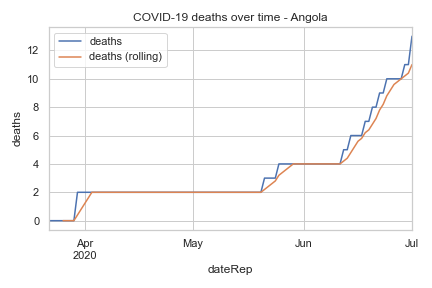 COVID-19 deaths over time - Angola
deaths
deaths (rolling)
12
10
8
6
4
2
0
deaths
Apr May Jun Jul
2020
dateRep